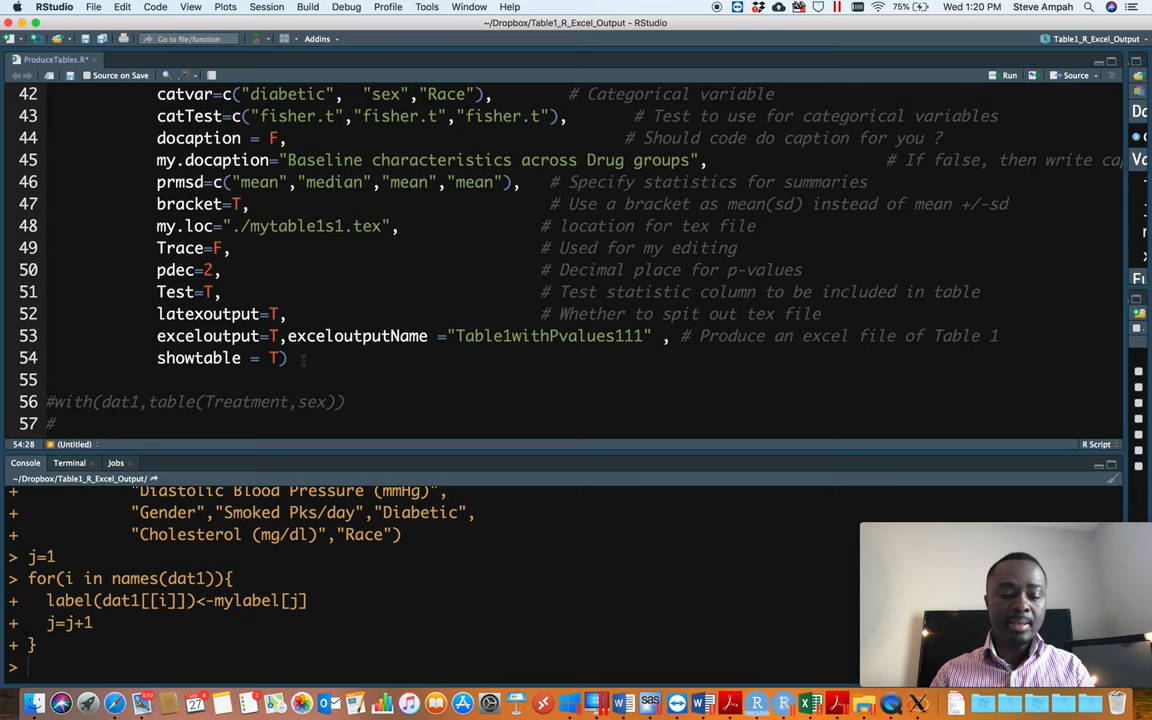 RStudio File Edit Code View Plots Session Build Debug Profile Tools Window Help 75% Wed 1:20 PM Steve Ampah
~/Dropbox/Table1_R_Excel_Output - RStudio
Go to file/function Addins Table1_R_Excel_Output
ProduceTables.R*
Source on Save Run Source
42 catvar=c("diabetic", "sex","Race"), # Categorical variable
43 catTest=c("fisher.t","fisher.t","fisher.t"), # Test to use for categorical variables
44 docaption = F, # Should code do caption for you ?
45 my.docaption="Baseline characteristics across Drug groups", # If false, then write
46 prmsd=c("mean","median","mean","mean"), # Specify statistics for summaries
47 bracket=T, # Use a bracket as mean(sd) instead of mean +/-sd
48 my.loc="./mytable1s1.tex", # location for tex file
49 Trace=F, # Used for my editing
50 pdec=2, # Decimal place for p-values
51 Test=T, # Test statistic column to be included in table
52 latexoutput=T, # Whether to spit out tex file
53 exceloutput=T,exceloutputName ="Table1withPvalues111" , # Produce an excel file of Table 1
54 showtable = T)
55
56 #with(dat1,table(Treatment,sex))
57 #
54:28 (Untitled) R Script
Console Terminal Jobs
~/Dropbox/Table1_R_Excel_Output/
+ "Diastolic Blood Pressure (mmHg)",
+ "Gender","Smoked Pks/day","Diabetic",
+ "Cholesterol (mg/dl)","Race")
> j=1
> for(i in names(dat1)){
+ label(dat1[[i]])<-mylabel[j]
+ j=j+1
+ }
>